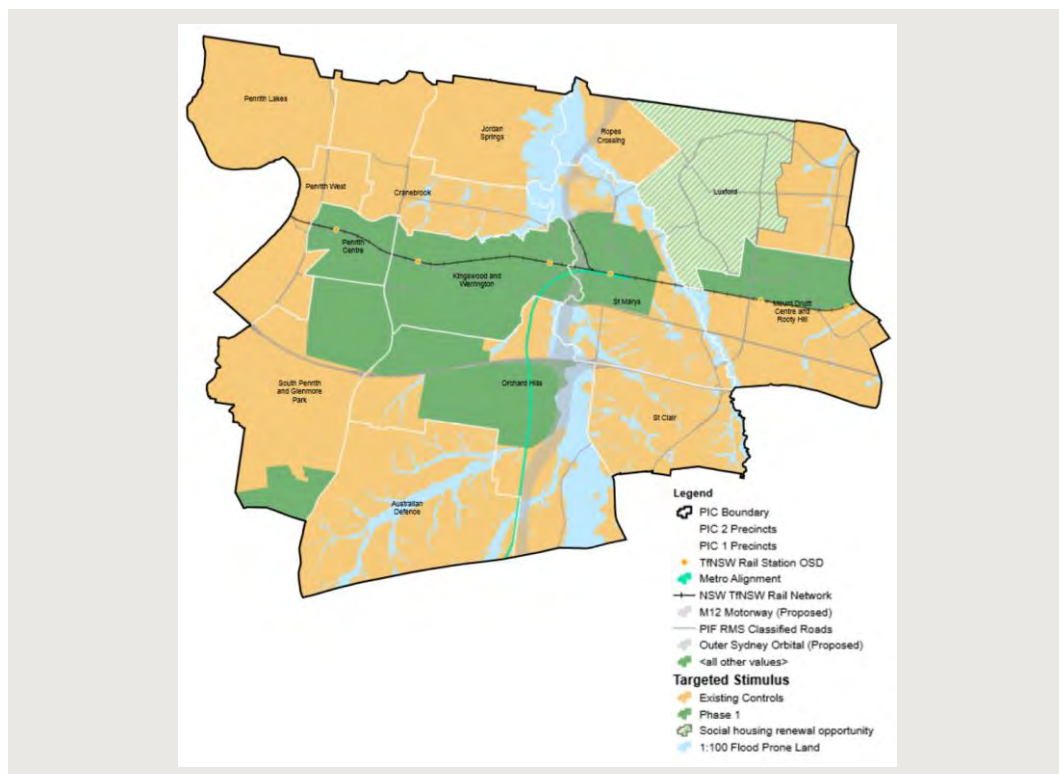 Penrith Lakes
Jordan
Springs
Ropes
Crossing
Penrith West
Cranebrook
Luxford
Penrith
Centre
Kingswood and
Werrington
St Marys
Mount Druitt
Centre and
Rooty Hill
South Penrith
and Glenmore
Park
Orchard Hills
St Clair
Australian
Defence
Legend
PIC Boundary
PIC 2 Precincts
PIC 1 Precincts
TfNSW Rail Station OSD
Metro Alignment
NSW TfNSW Rail Network
M12 Motorway (Proposed)
PIF RMS Classified Roads
Outer Sydney Orbital (Proposed)
<all other values>
Targeted Stimulus
Existing Controls
Phase 1
Social housing renewal opportunity
1:100 Flood Prone Land